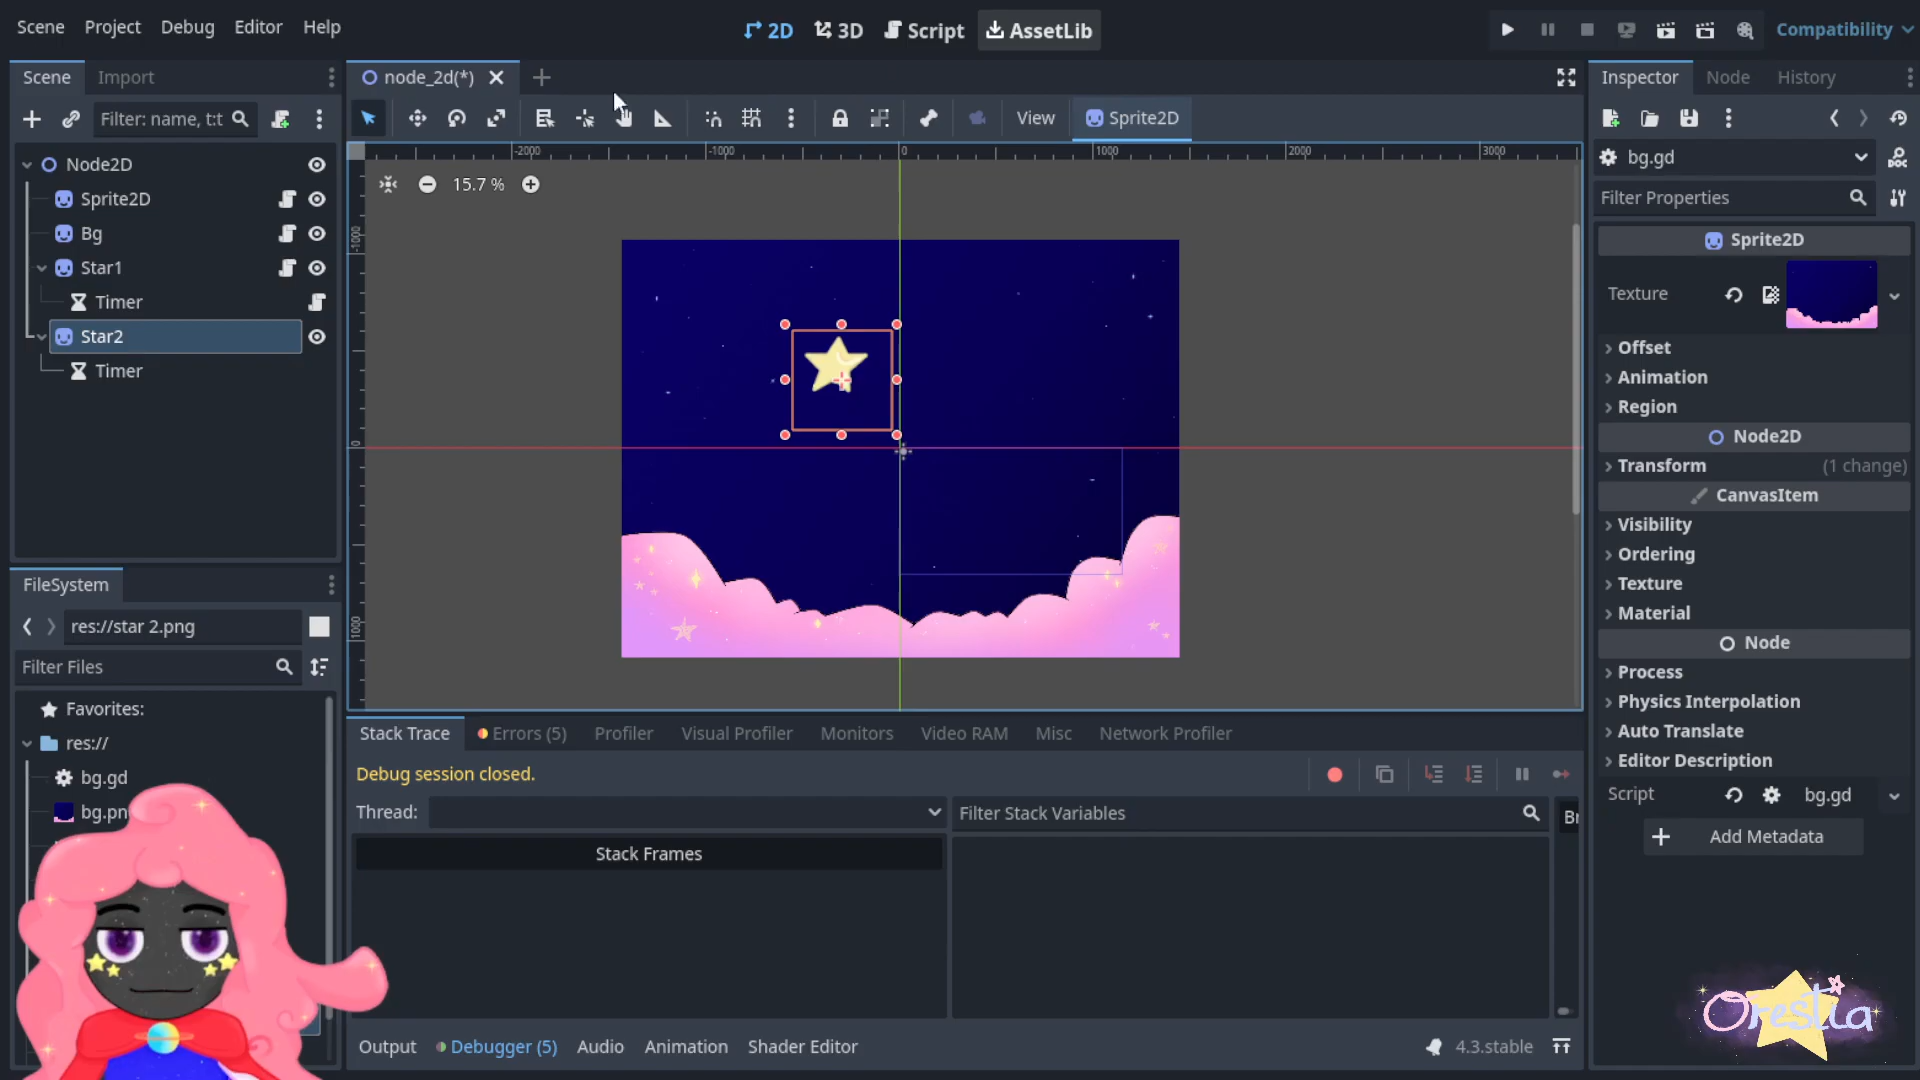 Scene Project Debug Editor Help
2D 3D Script AssetLib
Compatibility
Scene Import
node_2d(*)
Inspector Node History
Filter: name, t:t
View Sprite2D
-2000 -1000 0 1000 2000 3000
bg.gd
Node2D
15.7 %
Filter Properties
Sprite2D
Bg
Star1
Timer
Star2
Timer
-1000
0
1000
Sprite2D
Texture
Offset
Animation
Region
Node2D
Transform (1 change)
CanvasItem
Visibility
Ordering
Texture
Material
Node
Process
Physics Interpolation
Auto Translate
Editor Description
Script bg.gd
Add Metadata
FileSystem
res://star 2.png
Filter Files
Favorites:
res://
bg.gd
bg.pn
Stack Trace Errors (5) Profiler Visual Profiler Monitors Video RAM Misc Network Profiler
Debug session closed.
Thread:
Filter Stack Variables
Br
Stack Frames
Output Debugger (5) Audio Animation Shader Editor
4.3.stable
Orestia